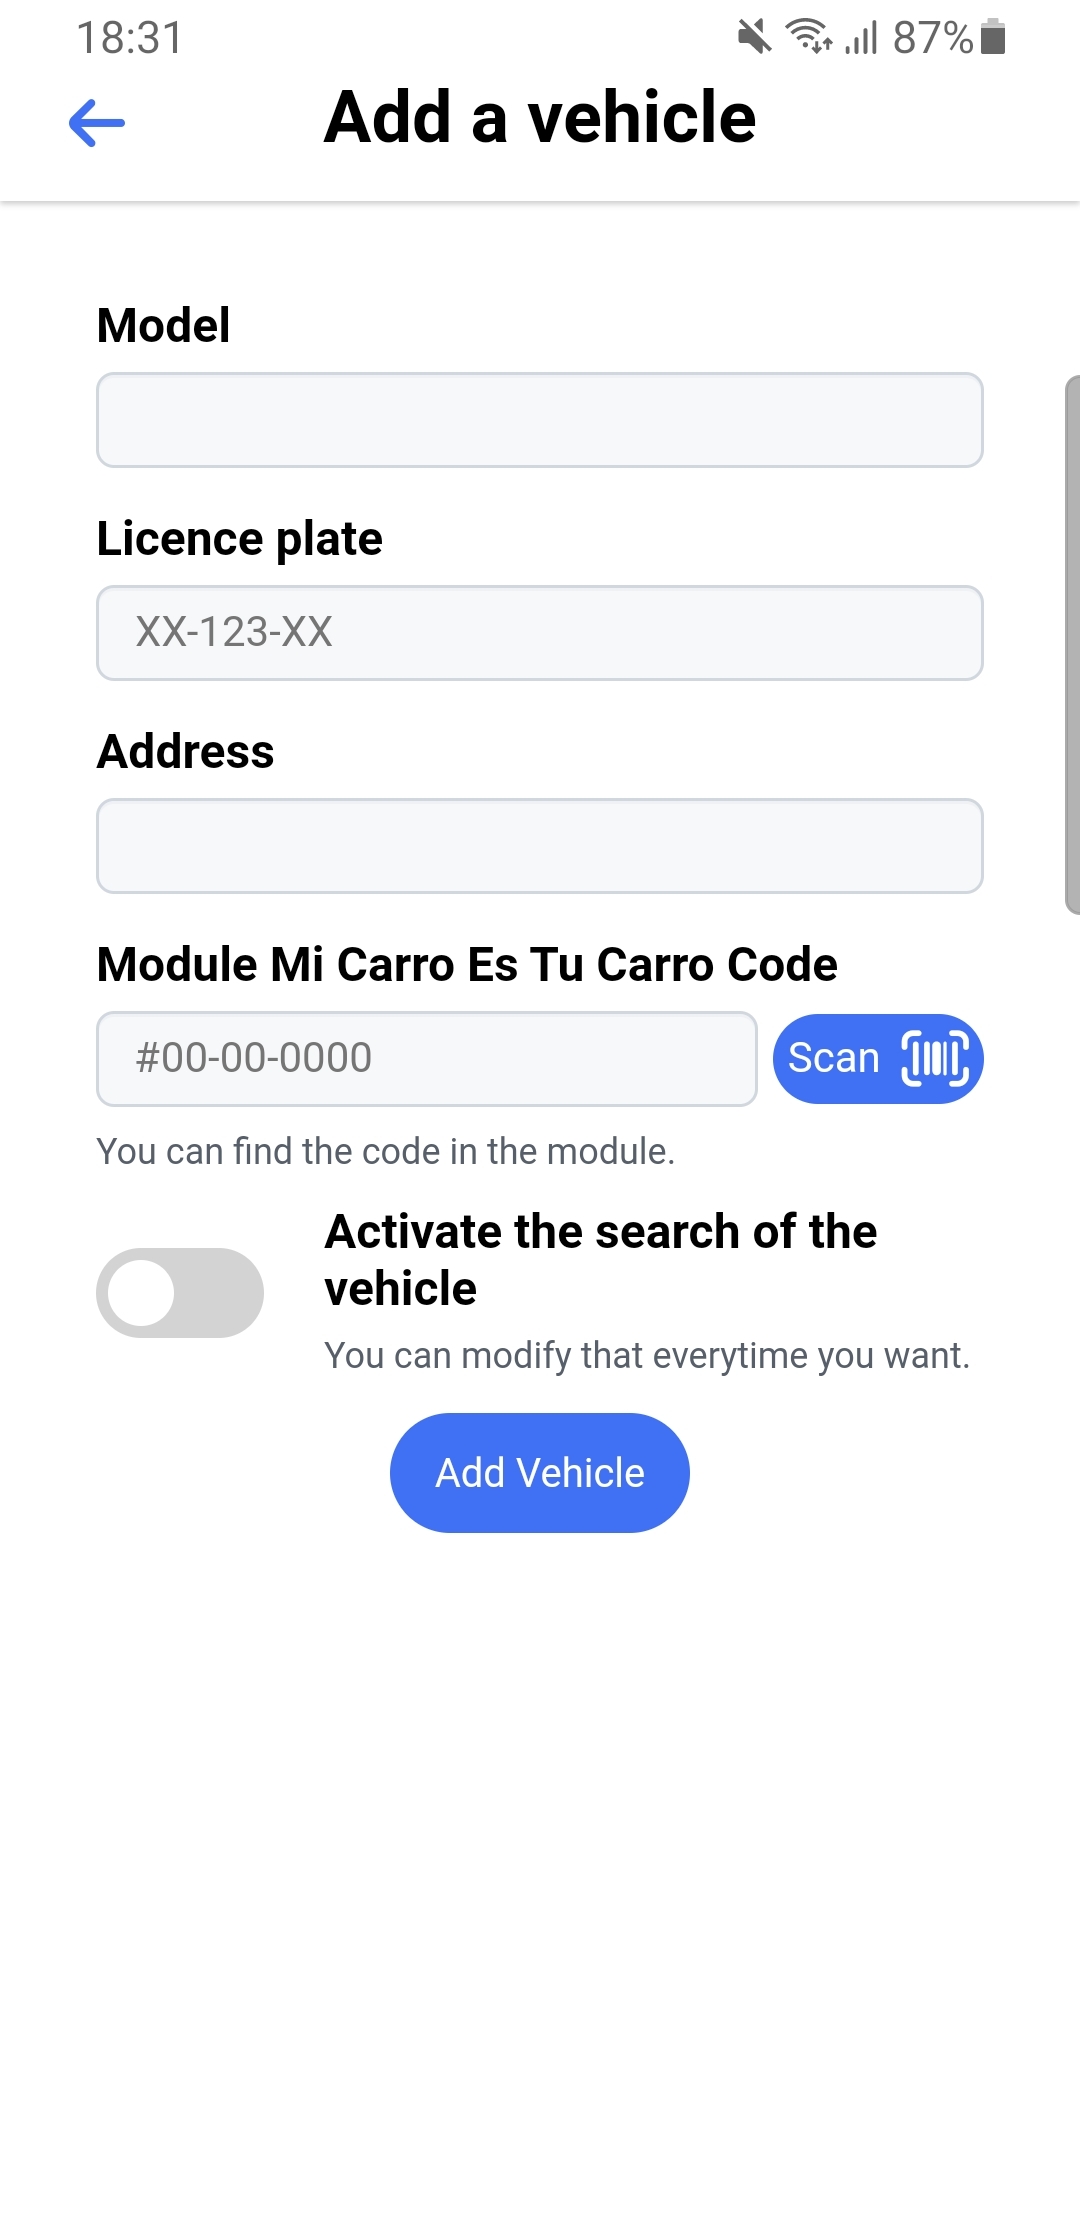 18:31
87%
Add a vehicle
Model
Licence plate
XX-123-XX
Address
Module Mi Carro Es Tu Carro Code
#00-00-0000
Scan
You can find the code in the module.
Activate the search of the
vehicle
You can modify that everytime you want.
Add Vehicle